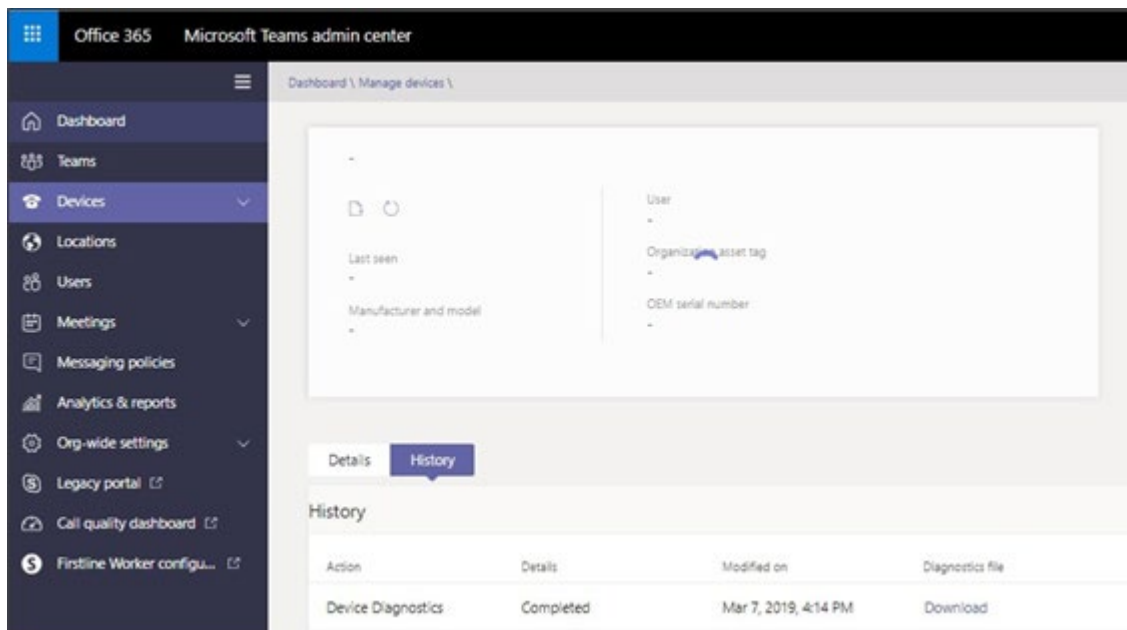 Office 365 Microsoft Teams admin center
Dashboard \ Manage devices \
Dashboard
Teams
Devices
Locations
Users
Meetings
Messaging policies
Analytics & reports
Org-wide settings
Legacy portal
Call quality dashboard
Firstline Worker configu...
-
Last seen
-
Manufacturer and model
-
User
-
Organization asset tag
-
OEM serial number
-
Details History
History
Action Details Modified on Diagnostics file
Device Diagnostics Completed Mar 7, 2019, 4:14 PM Download